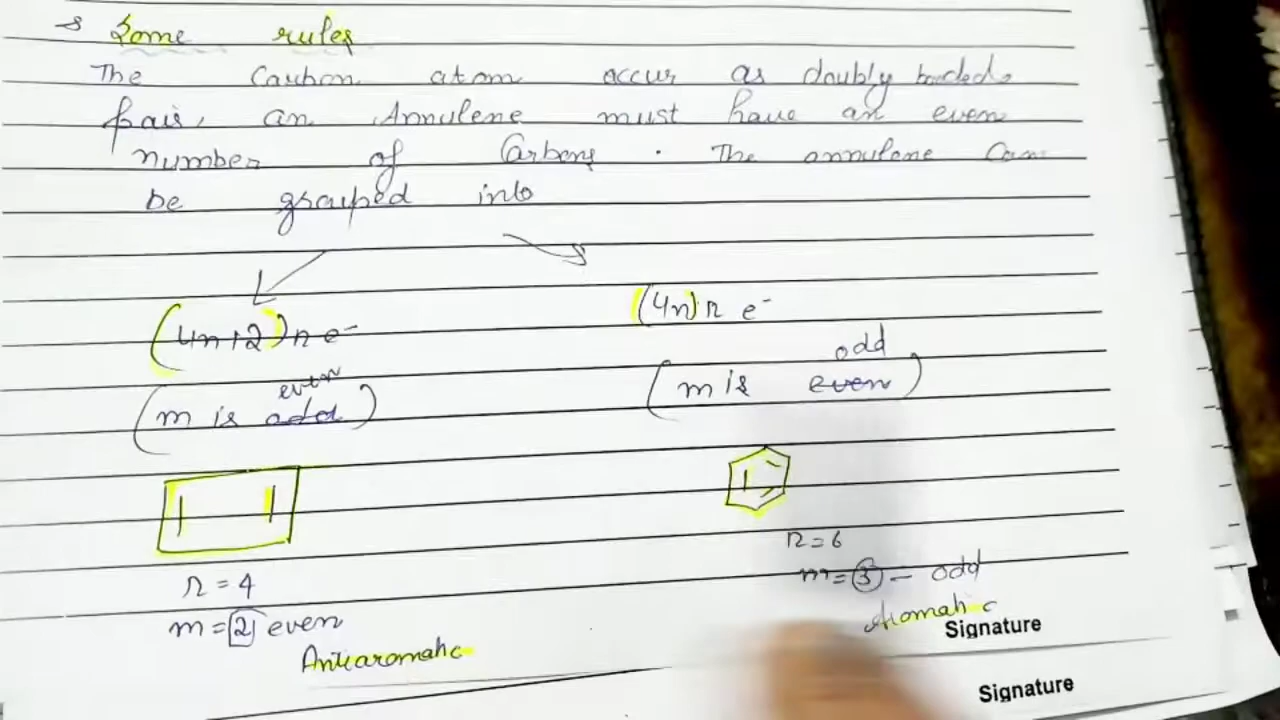 → Some rules
The Carbon atom occur as doubly bonded
pair, an Annulene must have an even
number of Carbons . The annulene Can
be grouped into
(4n+2) π e⁻
(4n) π e⁻
even
(m is odd)
odd
(m is even)
π = 4
m = 2 even
Antiaromatic
π = 6
m = 3 - odd
Aromatic
Signature
Signature